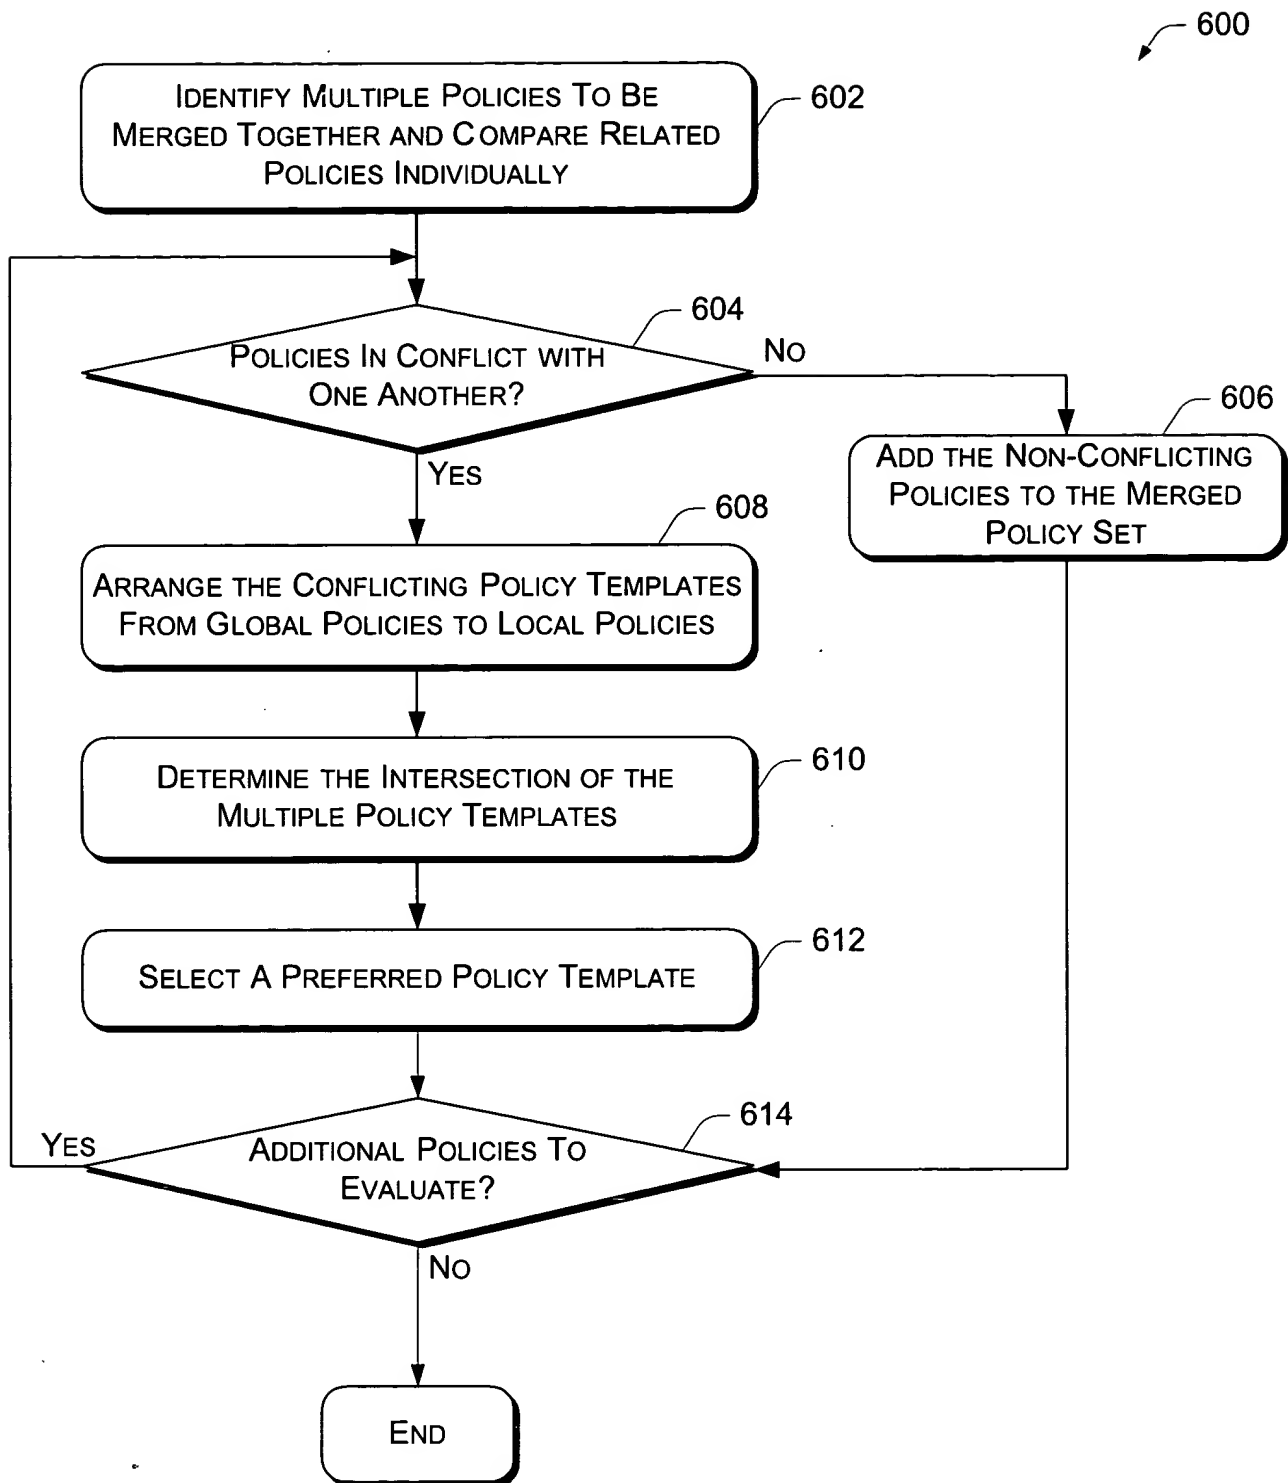 600
IDENTIFY MULTIPLE POLICIES TO BE
MERGED TOGETHER AND COMPARE RELATED
POLICIES INDIVIDUALLY
602
604
POLICIES IN CONFLICT WITH
ONE ANOTHER?
NO
YES
606
ADD THE NON-CONFLICTING
POLICIES TO THE MERGED
POLICY SET
608
ARRANGE THE CONFLICTING POLICY TEMPLATES
FROM GLOBAL POLICIES TO LOCAL POLICIES
610
DETERMINE THE INTERSECTION OF THE
MULTIPLE POLICY TEMPLATES
612
SELECT A PREFERRED POLICY TEMPLATE
614
YES
ADDITIONAL POLICIES TO
EVALUATE?
NO
END